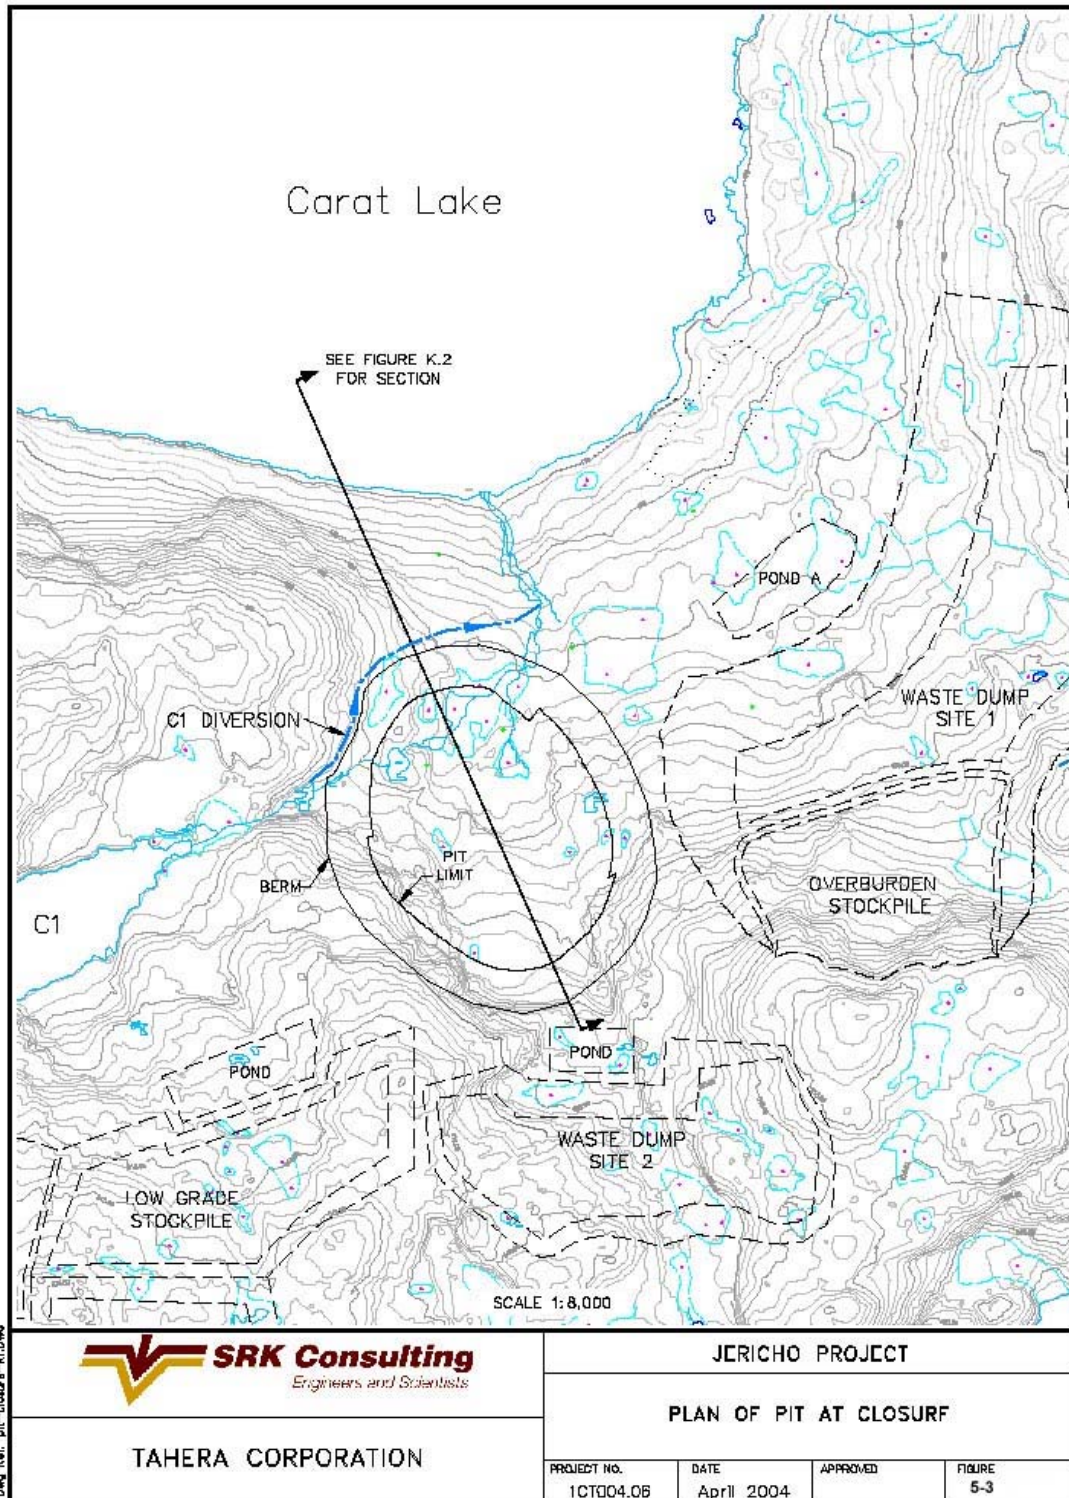 Carat Lake
SEE FIGURE K.2
FOR SECTION
POND A
WASTE DUMP
SITE 1
C1 DIVERSION
PIT
LIMIT
BERM
OVERBURDEN
STOCKPILE
C1
POND
POND
WASTE DUMP
SITE 2
LOW GRADE
STOCKPILE
SCALE 1:8,000
SRK Consulting
Engineers and Scientists
JERICHO PROJECT
PLAN OF PIT AT CLOSURF
TAHERA CORPORATION
PROJECT NO.
1CT004.06
DATE
April 2004
APPROVED
FIGURE
5-3